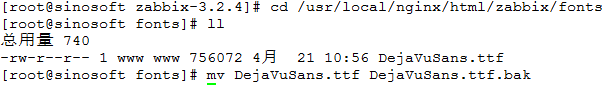 [root@sinosoft zabbix-3.2.4]# cd /usr/local/nginx/html/zabbix/fonts
[root@sinosoft fonts]# ll
总用量 740
-rw-r--r-- 1 www www 756072 4月  21 10:56 DejaVuSans.ttf
[root@sinosoft fonts]# mv DejaVuSans.ttf DejaVuSans.ttf.bak